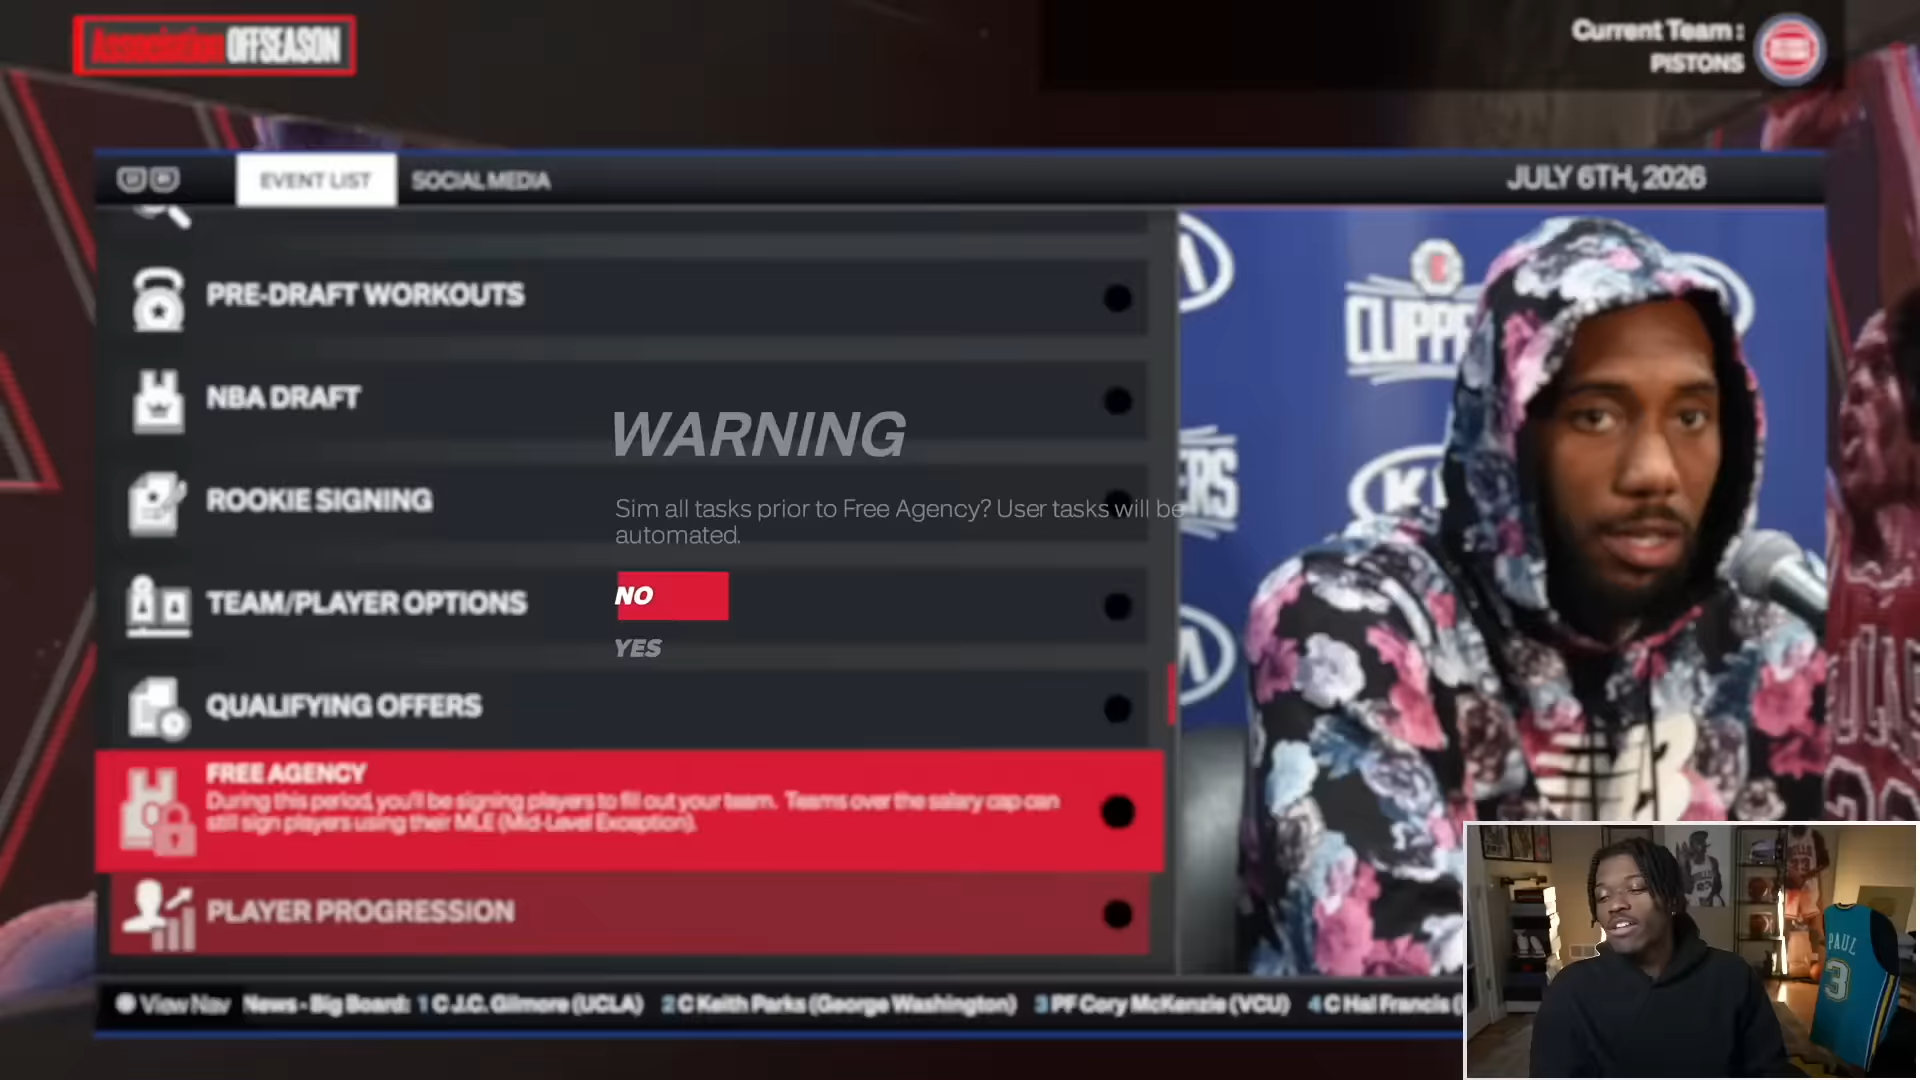 Association OFFSEASON
Current Team :
PISTONS
EVENT LIST
SOCIAL MEDIA
JULY 6TH, 2026
PRE-DRAFT WORKOUTS
NBA DRAFT
ROOKIE SIGNING
TEAM/PLAYER OPTIONS
QUALIFYING OFFERS
FREE AGENCY
During this period, you'll be signing players to fill out your team. Teams over the salary cap can
still sign players using their MLE (Mid-Level Exception).
PLAYER PROGRESSION
WARNING
Sim all tasks prior to Free Agency? User tasks will be
automated.
NO
YES
View Nav
News - Big Board: 1 C J.C. Gilmore (UCLA) 2 C Keith Parks (George Washington) 3 PF Cory McKenzie (VCU) 4 C Hal Francis
CLIPPE
ERS
PAUL
3